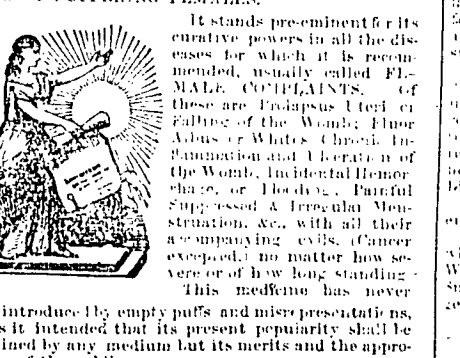 FEMALES.
It stands pre-eminent for its
curative powers in all the dis-
eases for which it is recom-
mended, usually called FE-
MALE COMPLAINTS. Of
these are Prolapsus Uteri or
Falling of the Womb; Fluor
Albus or Whites Chronic In-
flammation and Ulceration of
the Womb, Incidental Hemor
rhage, or Flooding, Painful
Suppressed & Irregular Men-
struation, &c., with all their
accompanying evils, (Cancer
excepted,) no matter how se-
vere or of how long standing
This medicine has never
introduced by empty puffs and misrepresentations,
s it intended that its present popularity shall be
ined by any medium but its merits and the appro-